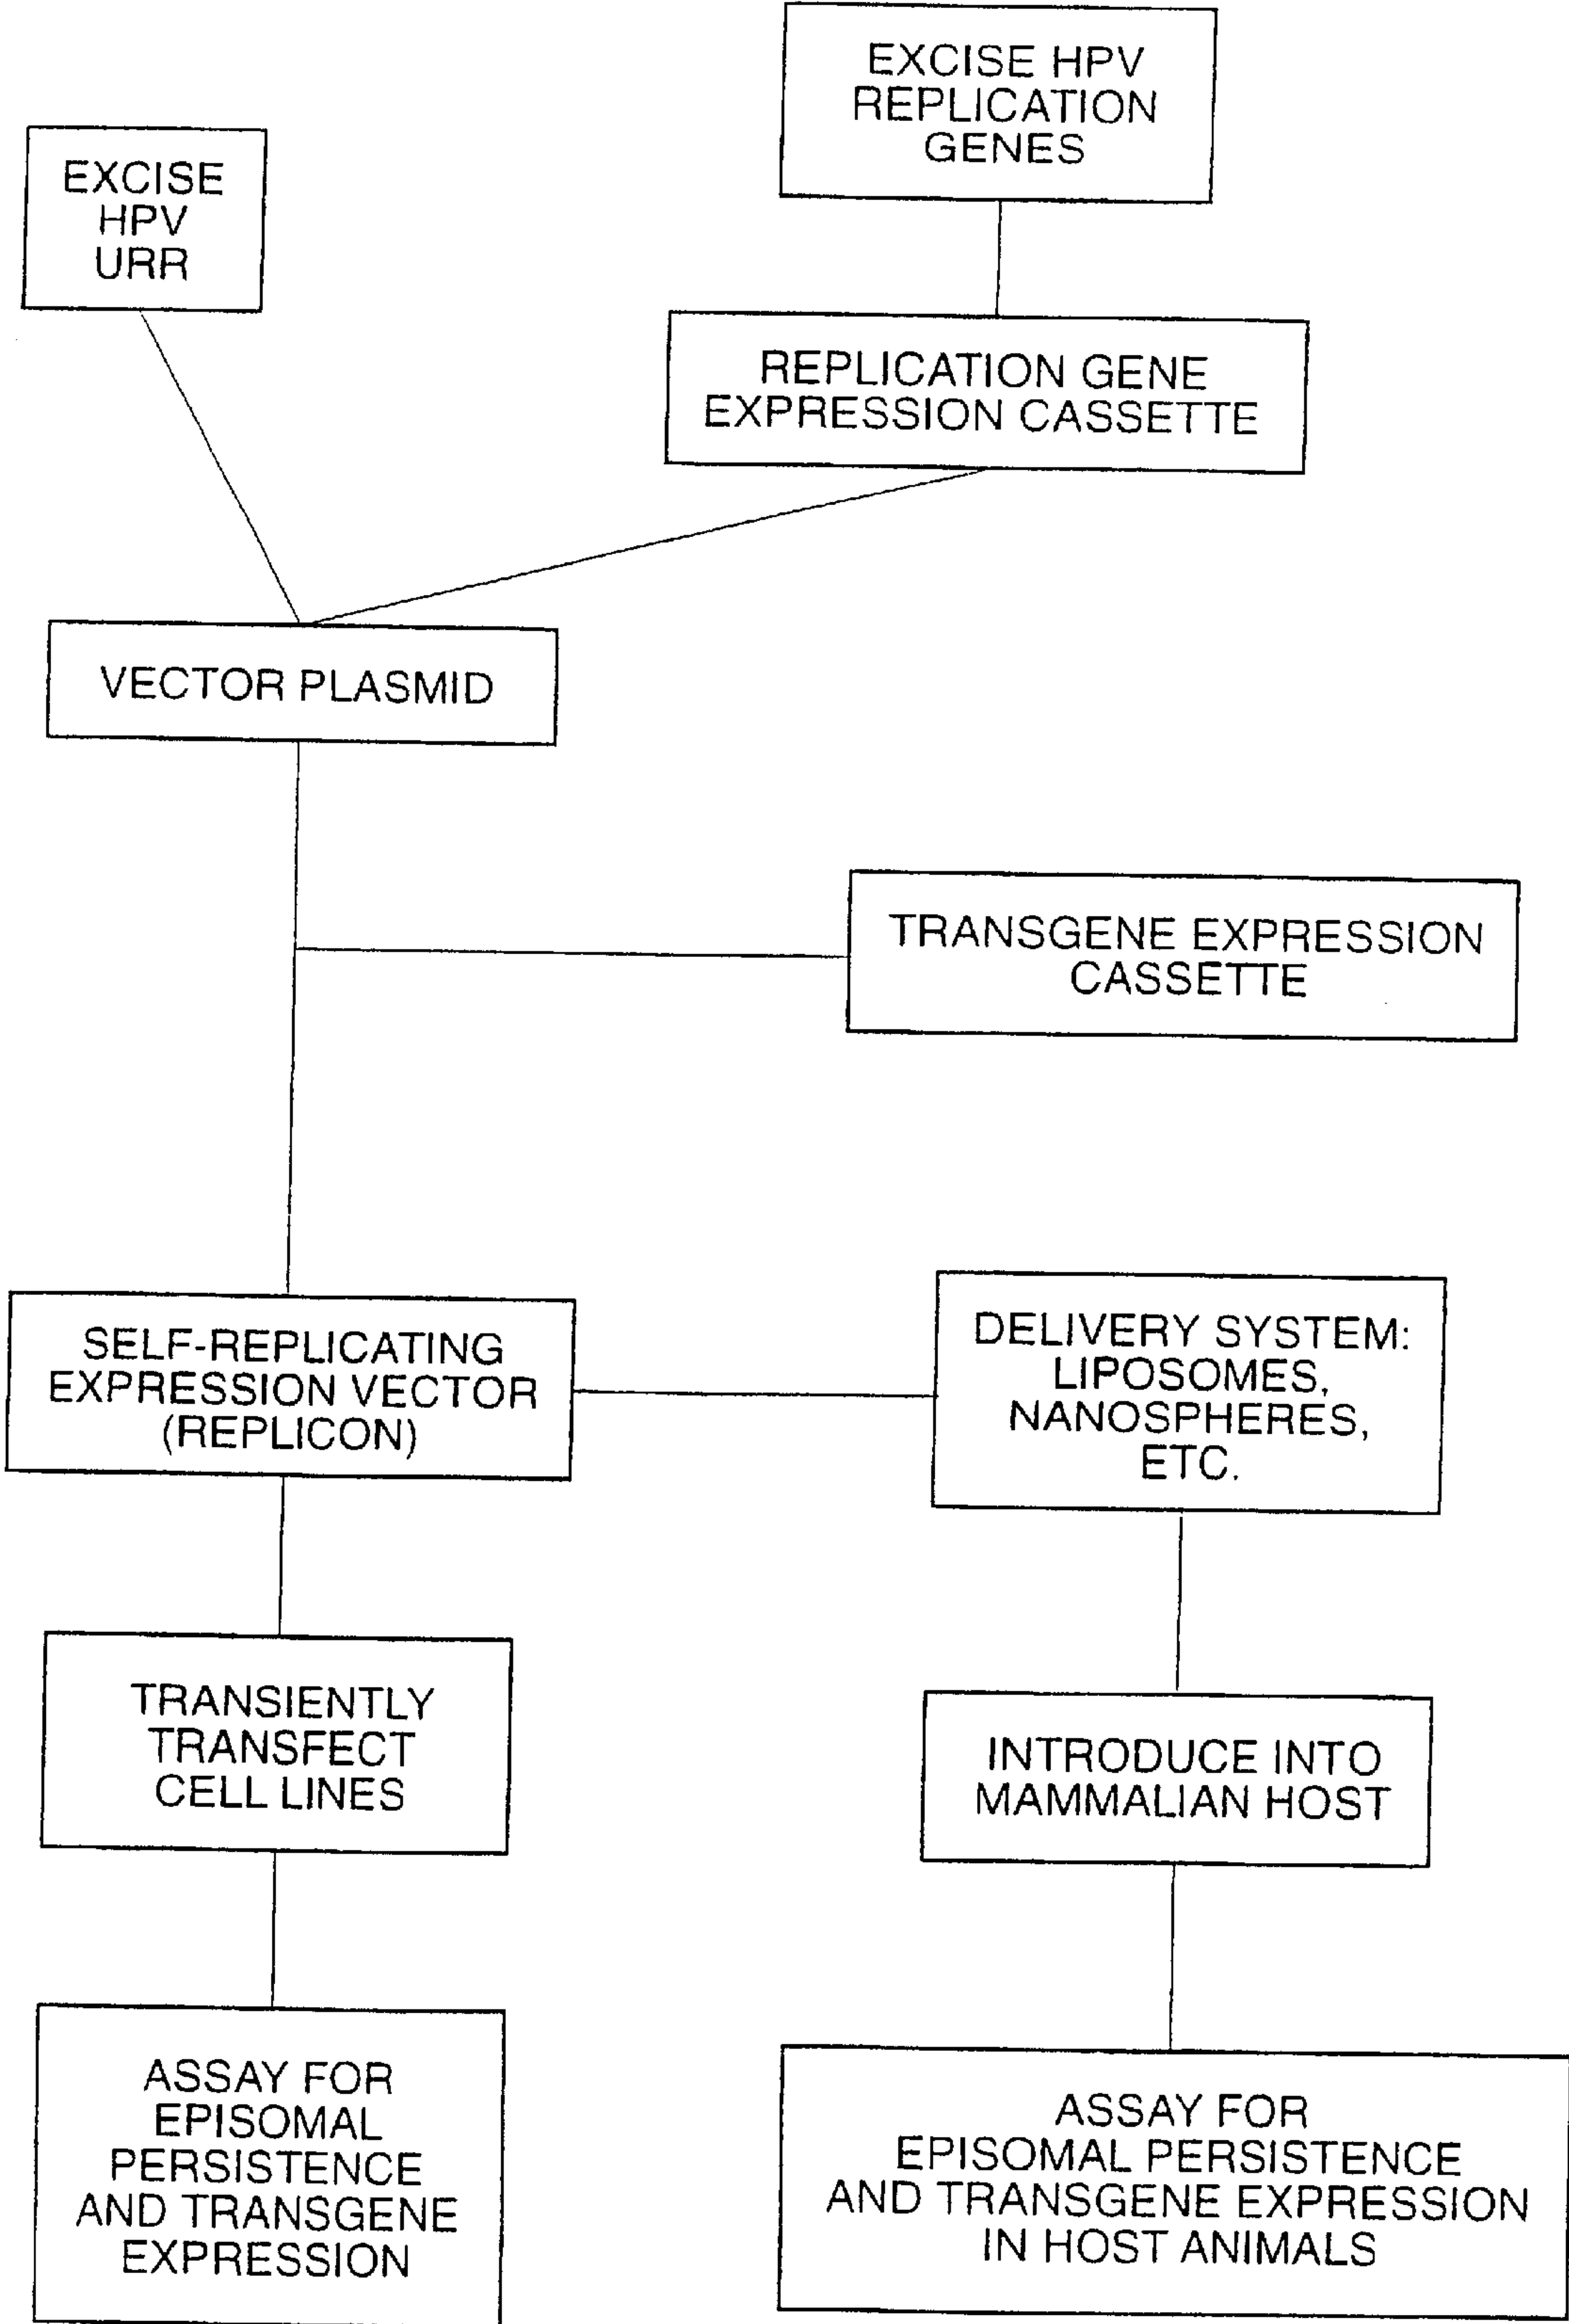 EXCISE HPV
REPLICATION
GENES
EXCISE
HPV
URR
REPLICATION GENE
EXPRESSION CASSETTE
VECTOR PLASMID
TRANSGENE EXPRESSION
CASSETTE
SELF-REPLICATING
EXPRESSION VECTOR
(REPLICON)
DELIVERY SYSTEM:
LIPOSOMES,
NANOSPHERES,
ETC.
TRANSIENTLY
TRANSFECT
CELL LINES
INTRODUCE INTO
MAMMALIAN HOST
ASSAY FOR
EPISOMAL
PERSISTENCE
AND TRANSGENE
EXPRESSION
ASSAY FOR
EPISOMAL PERSISTENCE
AND TRANSGENE EXPRESSION
IN HOST ANIMALS